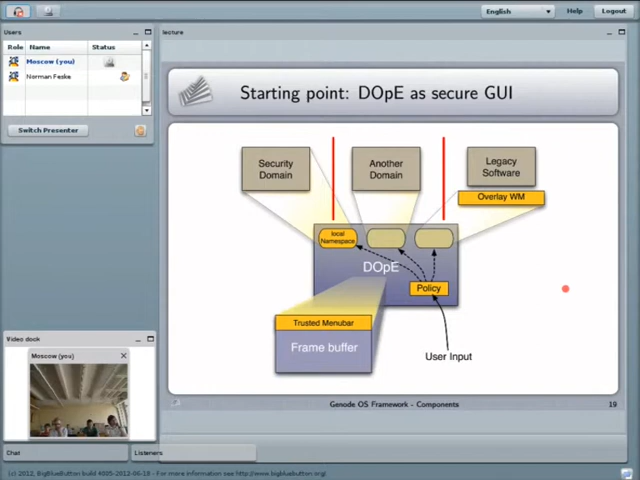 English
Help
Logout
Users
lecture
Role Name Status
Moscow (you)
Norman Feske
Switch Presenter
Starting point: DOpE as secure GUI
Security
Domain
Another
Domain
Legacy
Software
Overlay WM
local
Namespace
DOpE
Policy
Trusted Menubar
Frame buffer
User Input
Genode OS Framework - Components
19
Video dock
Moscow (you)
Chat
Listeners
(c) 2012, BigBlueButton build 4005-2013-06-18 - For more information see http://www.bigbluebutton.org/